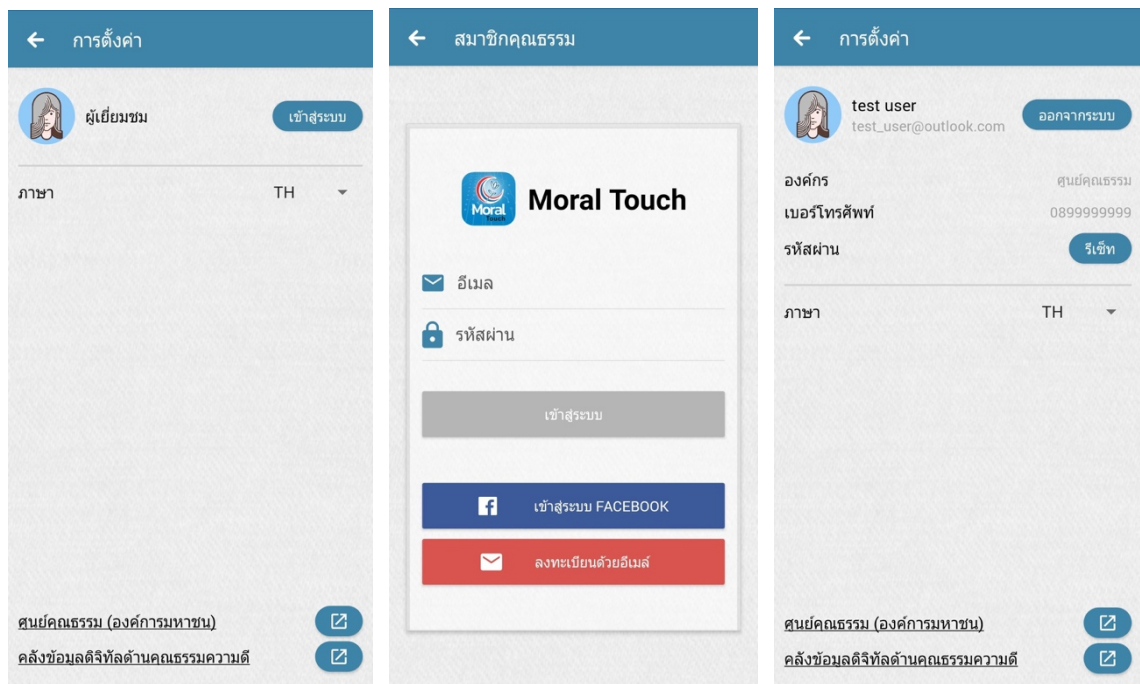 การตั้งค่า
ผู้เยี่ยมชม
เข้าสู่ระบบ
ภาษา
TH
ศูนย์คุณธรรม (องค์การมหาชน)
คลังข้อมูลดิจิทัลด้านคุณธรรมความดี
สมาชิกคุณธรรม
Moral
Touch
Moral Touch
อีเมล
รหัสผ่าน
เข้าสู่ระบบ
เข้าสู่ระบบ FACEBOOK
ลงทะเบียนด้วยอีเมล์
การตั้งค่า
test user
test_user@outlook.com
ออกจากระบบ
องค์กร ศูนย์คุณธรรม
เบอร์โทรศัพท์ 0899999999
รหัสผ่าน รีเซ็ท
ภาษา TH
ศูนย์คุณธรรม (องค์การมหาชน)
คลังข้อมูลดิจิทัลด้านคุณธรรมความดี